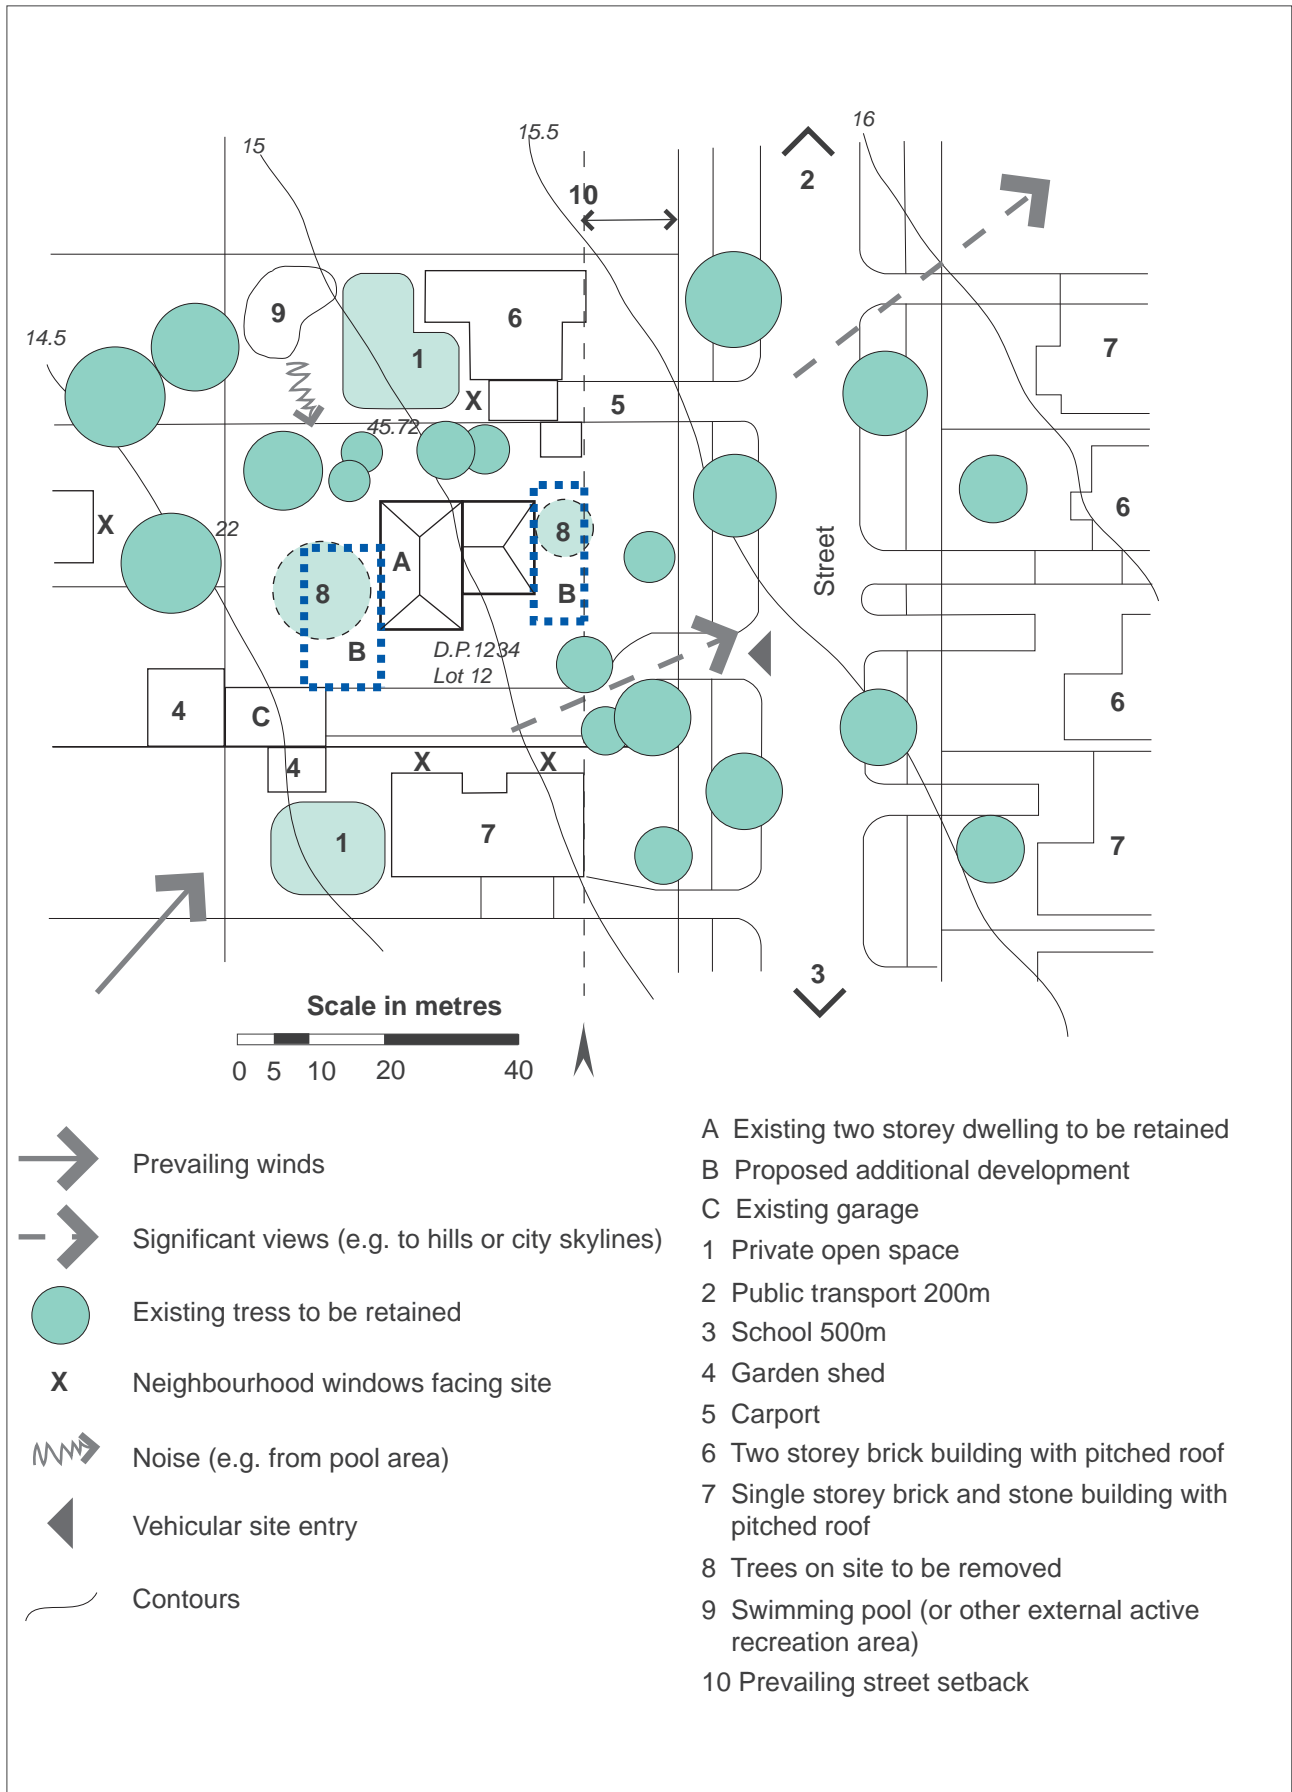 15
15.5
16
10
2
9
6
14.5
1
7
X
5
45.72
X
22
8
A
8
6
B
Street
B
D.P.1234
Lot 12
4
C
6
4
X
X
1
7
7
3
Scale in metres
0 5 10 20 40
Prevailing winds
Significant views (e.g. to hills or city skylines)
Existing tress to be retained
X Neighbourhood windows facing site
Noise (e.g. from pool area)
Vehicular site entry
Contours
A Existing two storey dwelling to be retained
B Proposed additional development
C Existing garage
1 Private open space
2 Public transport 200m
3 School 500m
4 Garden shed
5 Carport
6 Two storey brick building with pitched roof
7 Single storey brick and stone building with
pitched roof
8 Trees on site to be removed
9 Swimming pool (or other external active
recreation area)
10 Prevailing street setback